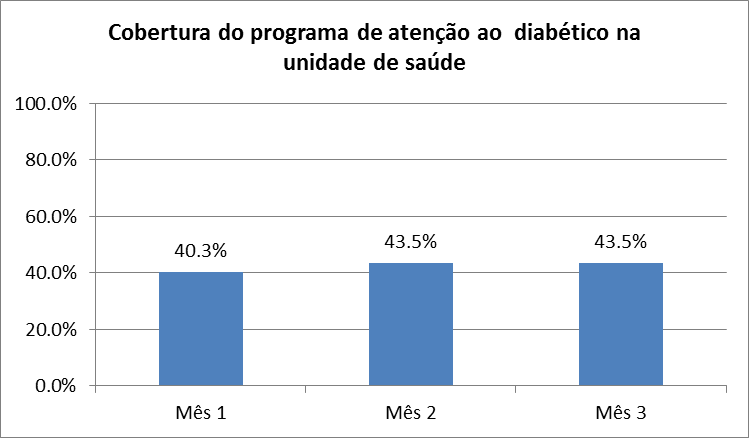 Cobertura do programa de atenção ao  diabético na
unidade de saúde
100.0%
80.0%
60.0%
40.0%
20.0%
0.0%
40.3%
43.5%
43.5%
Mês 1
Mês 2
Mês 3